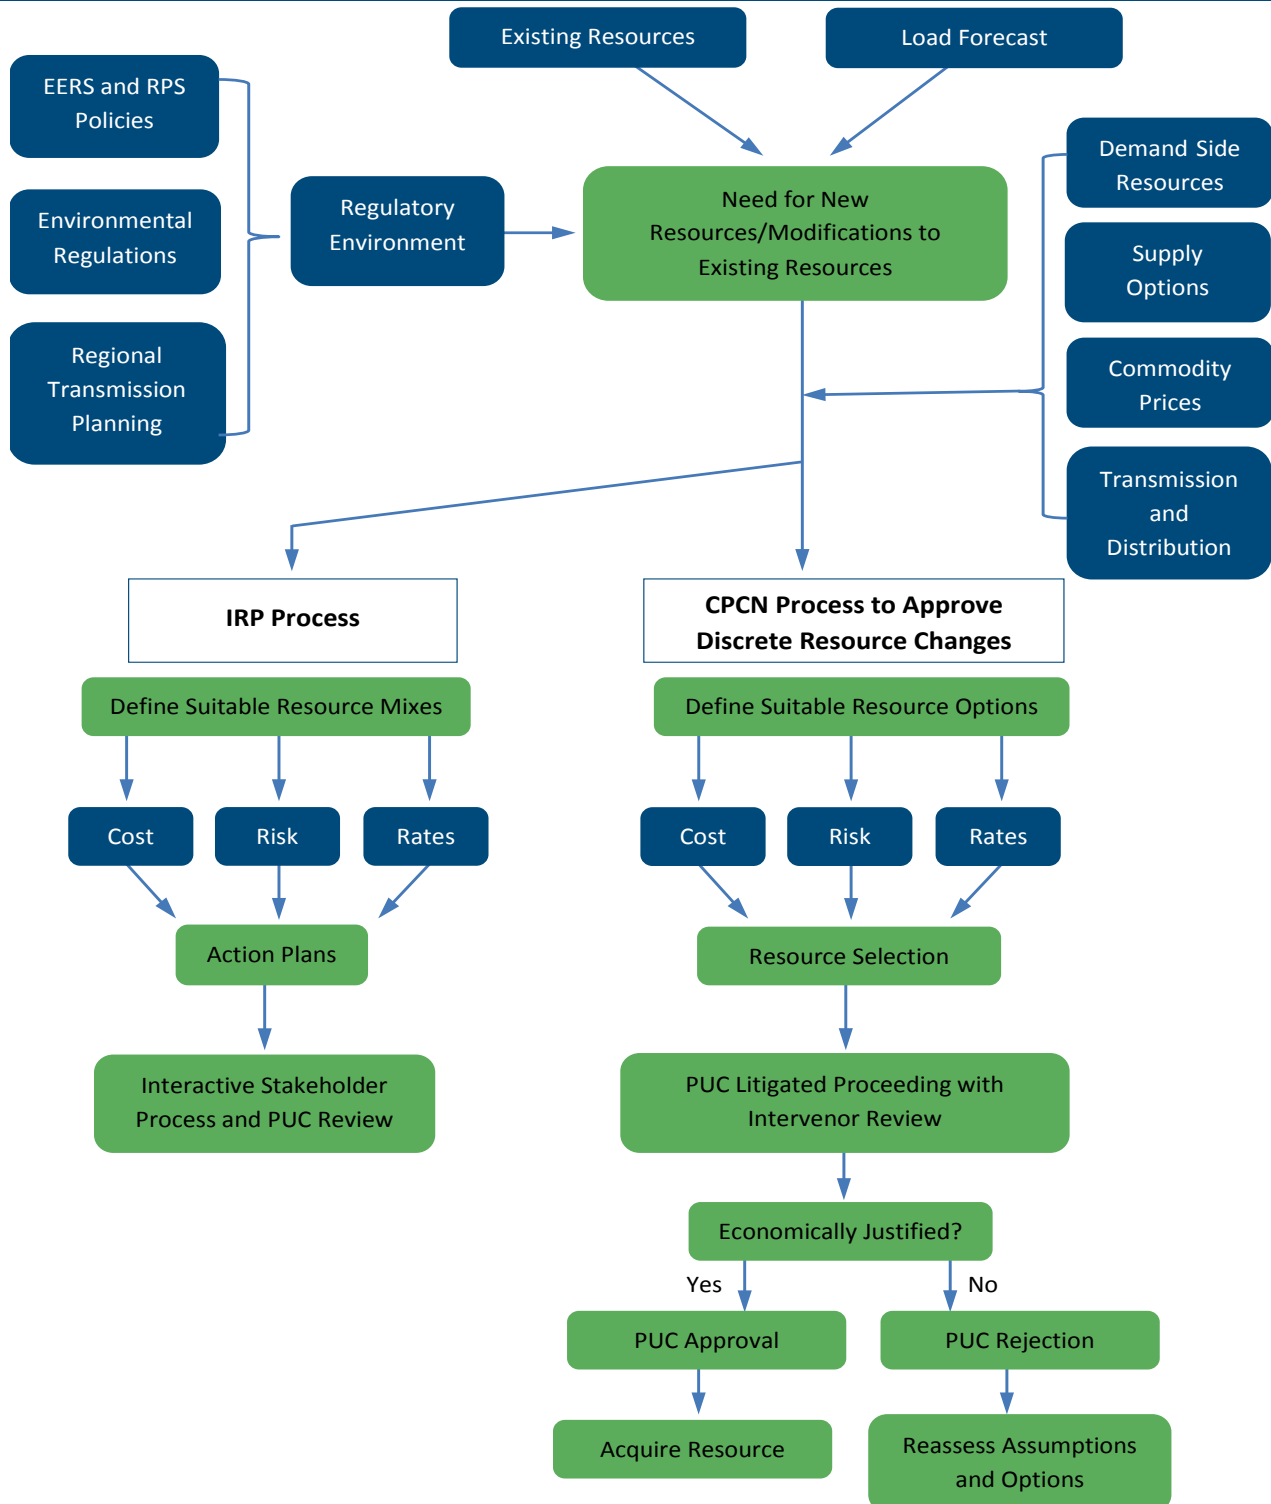 Existing Resources
Load Forecast
EERS and RPS
Policies
Environmental
Regulations
Regional
Transmission
Planning
Regulatory
Environment
Need for New
Resources/Modifications to
Existing Resources
Demand Side
Resources
Supply
Options
Commodity
Prices
Transmission
and
Distribution
IRP Process
Define Suitable Resource Mixes
Cost
Risk
Rates
Action Plans
Interactive Stakeholder
Process and PUC Review
CPCN Process to Approve
Discrete Resource Changes
Define Suitable Resource Options
Cost
Risk
Rates
Resource Selection
PUC Litigated Proceeding with
Intervenor Review
Economically Justified?
Yes
No
PUC Approval
PUC Rejection
Acquire Resource
Reassess Assumptions
and Options